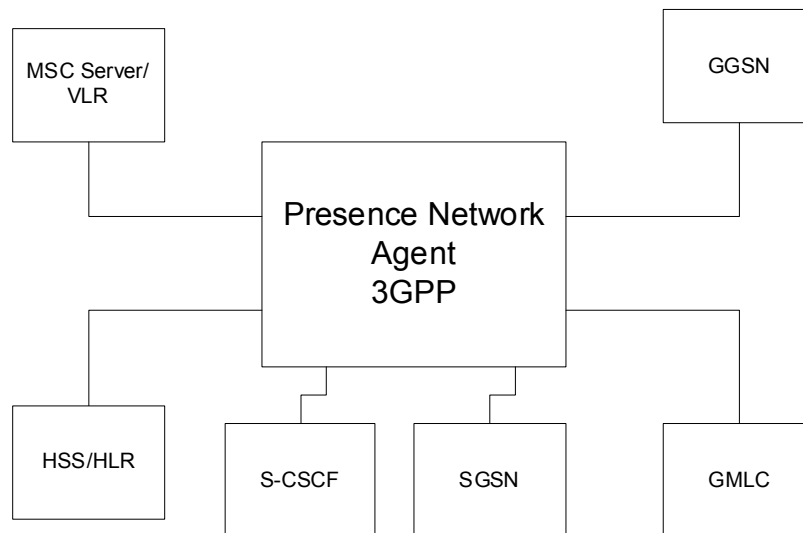 MSC Server/
VLR
GGSN
Presence Network
Agent
3GPP
HSS/HLR
S-CSCF
SGSN
GMLC